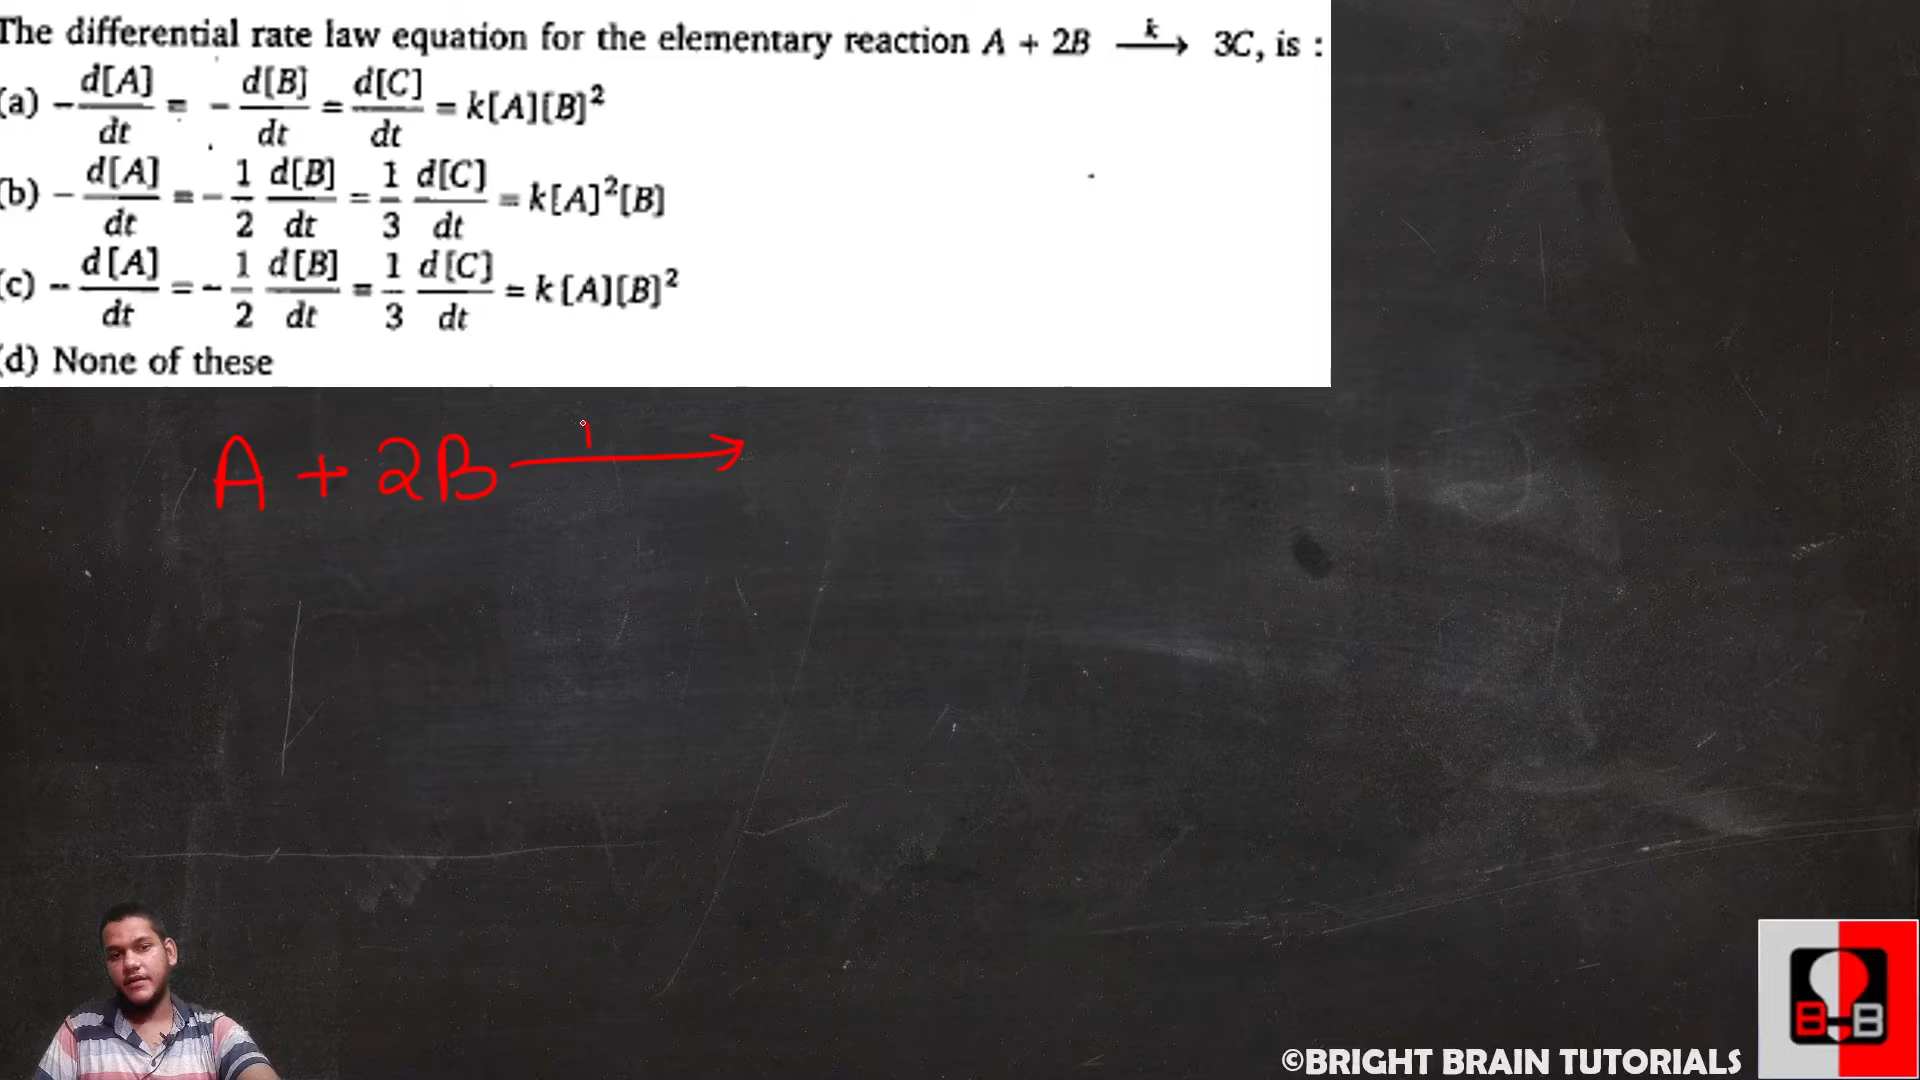 The differential rate law equation for the elementary reaction A + 2B —k→ 3C, is :
(a) − d[A]/dt = − d[B]/dt = d[C]/dt = k[A][B]²
(b) − d[A]/dt = − 1/2 d[B]/dt = 1/3 d[C]/dt = k[A]²[B]
(c) − d[A]/dt = − 1/2 d[B]/dt = 1/3 d[C]/dt = k[A][B]²
(d) None of these
A + 2B ⟶
B B
©BRIGHT BRAIN TUTORIALS